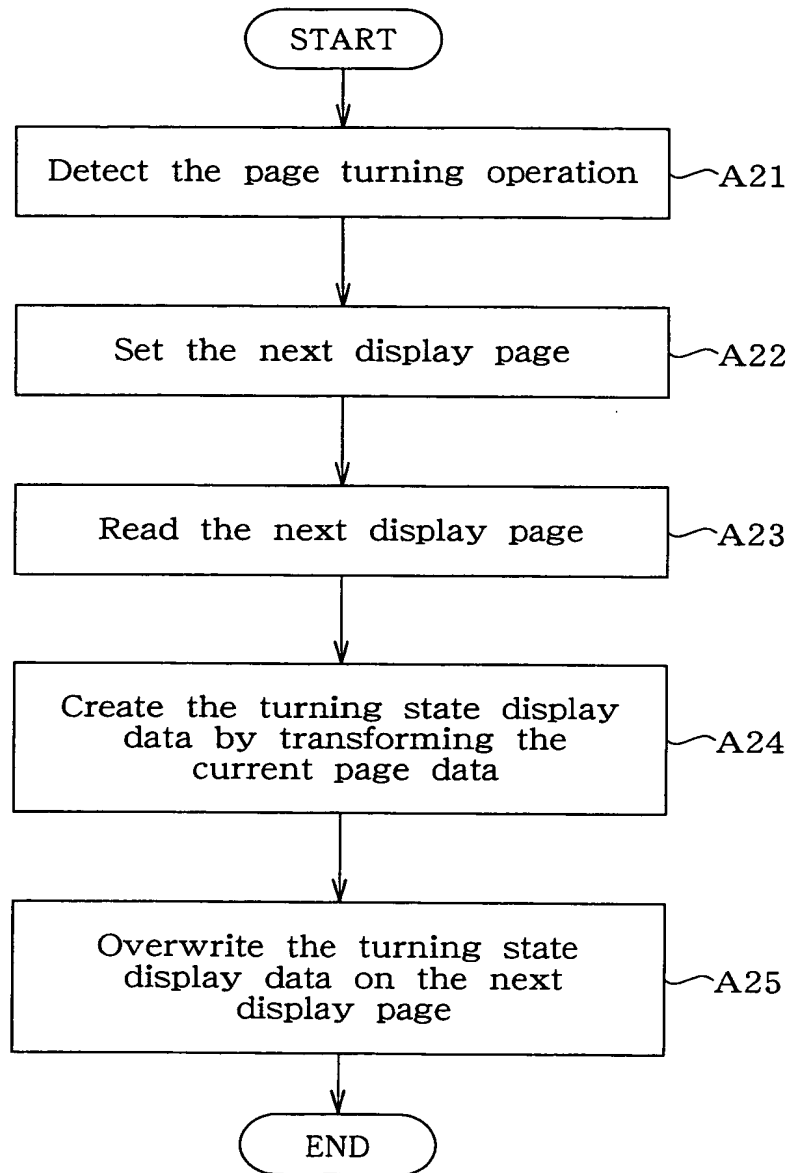 START
Detect the page turning operation
A21
Set the next display page
A22
Read the next display page
A23
Create the turning state display
data by transforming the
current page data
A24
Overwrite the turning state
display data on the next
display page
A25
END